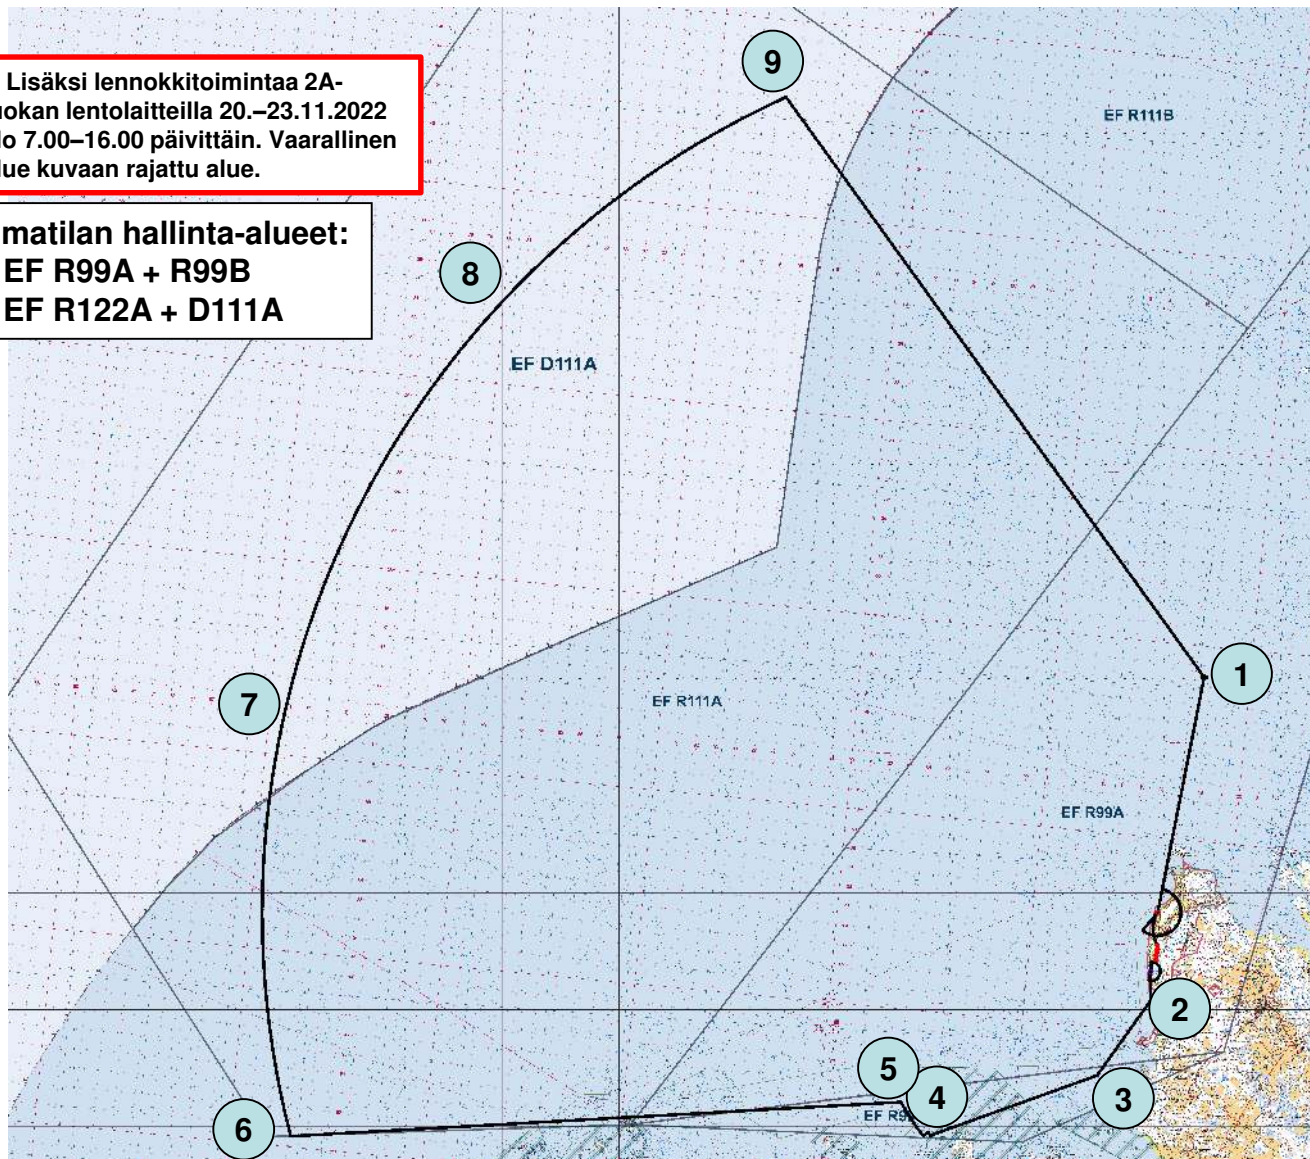 Lisäksi lennokkitoimintaa 2A-
uokan lentolaitteilla 20.–23.11.2022
lo 7.00–16.00 päivittäin. Vaarallinen
lue kuvaan rajattu alue.
matilan hallinta-alueet:
EF R99A + R99B
EF R122A + D111A
9
EF R111B
8
EF D111A
1
7
EF R111A
EF R99A
2
5
4
3
EF R9
6